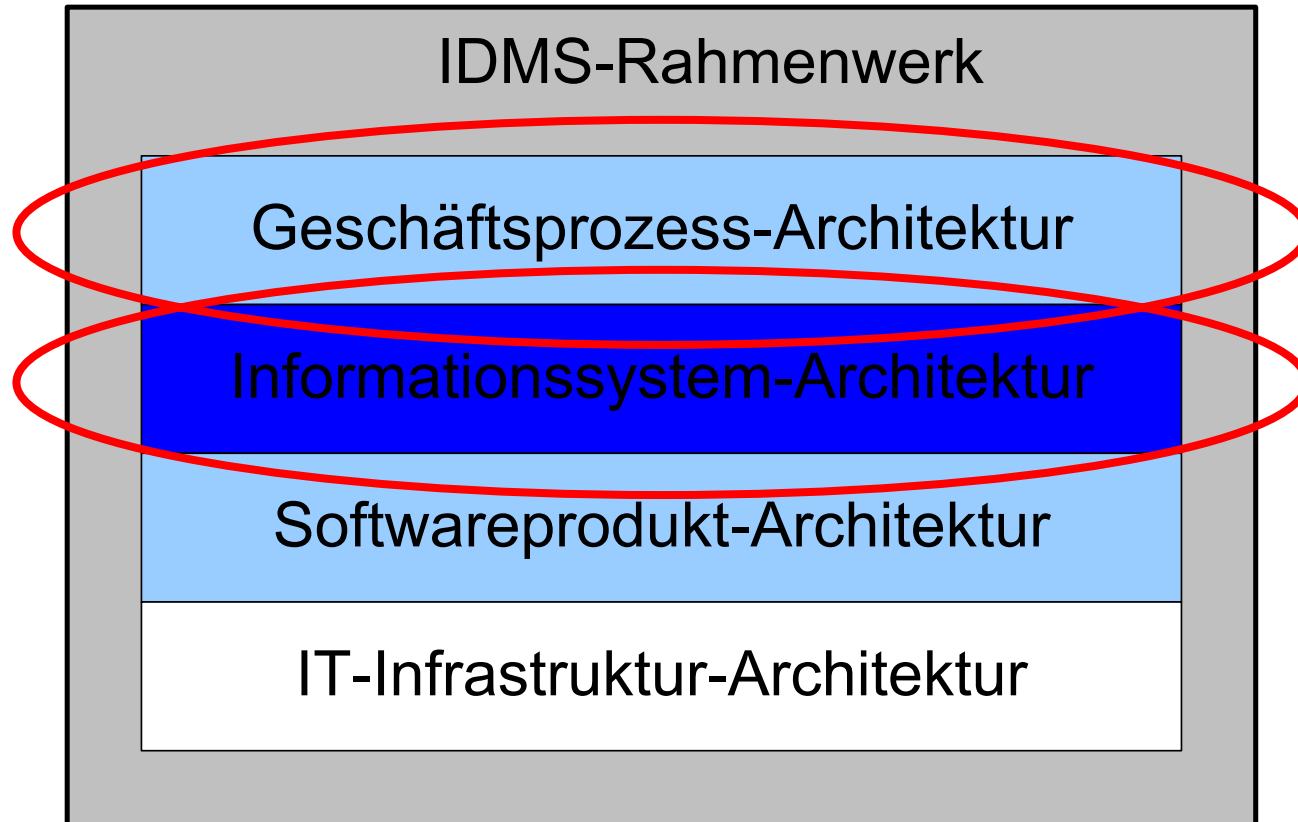 IDMS-Rahmenwerk
Geschäftsprozess-Architektur
Informationssystem-Architektur
Softwareprodukt-Architektur
IT-Infrastruktur-Architektur